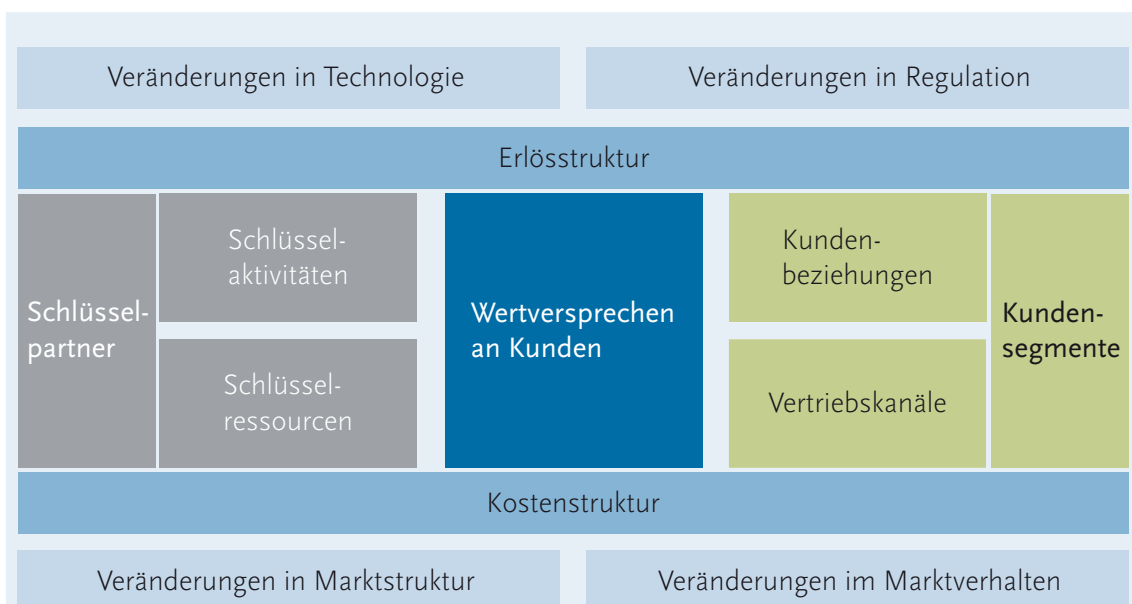 Veränderungen in Technologie
Veränderungen in Regulation
Erlösstruktur
Schlüssel-
partner
Schlüssel-
aktivitäten
Schlüssel-
ressourcen
Wertversprechen
an Kunden
Kunden-
beziehungen
Vertriebskanäle
Kunden-
segmente
Kostenstruktur
Veränderungen in Marktstruktur
Veränderungen im Marktverhalten